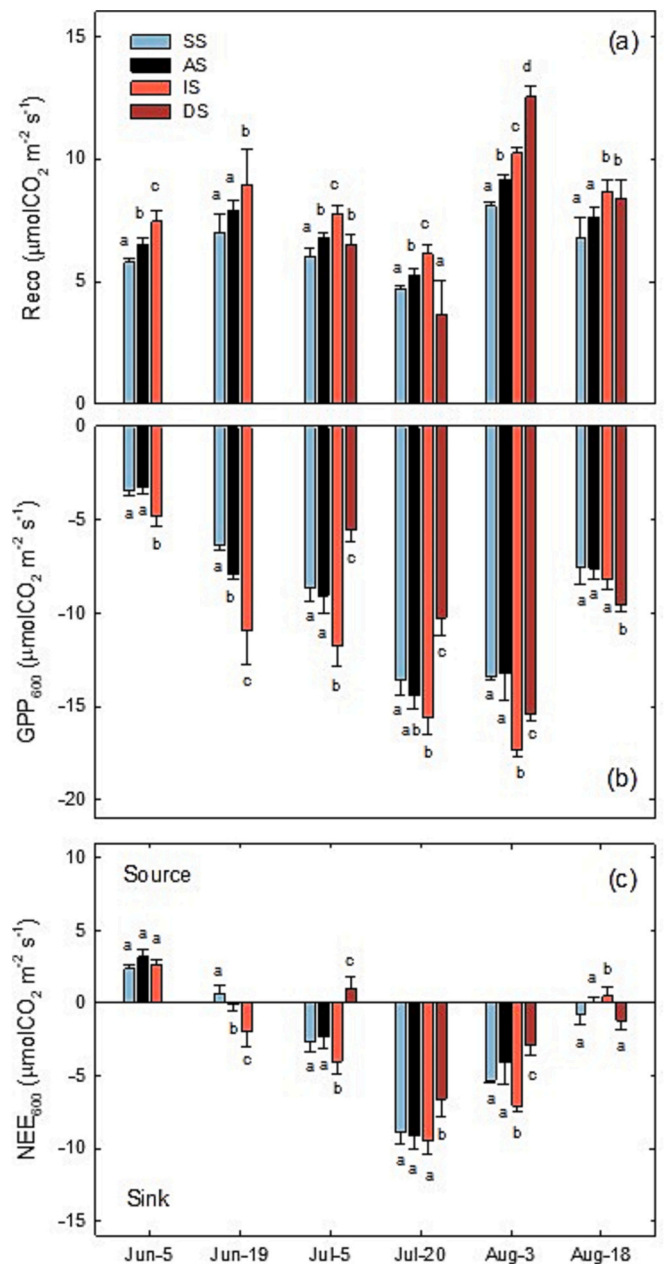 (a)
SS
AS
IS
DS
Reco (μmolCO₂ m⁻² s⁻¹)
15
10
5
0
a b c
a a b
a b c b
a b c a
a b c d
a a b b
(b)
GPP₆₀₀ (μmolCO₂ m⁻² s⁻¹)
0
-5
-10
-15
-20
a a b
a b c
a a b c
a ab b c
a a b c
a a a b
(c)
Source
Sink
NEE₆₀₀ (μmolCO₂ m⁻² s⁻¹)
10
5
0
-5
-10
-15
a a a
a b c
a a b c
a a a b
a a b c
a a b a
Jun-5 Jun-19 Jul-5 Jul-20 Aug-3 Aug-18